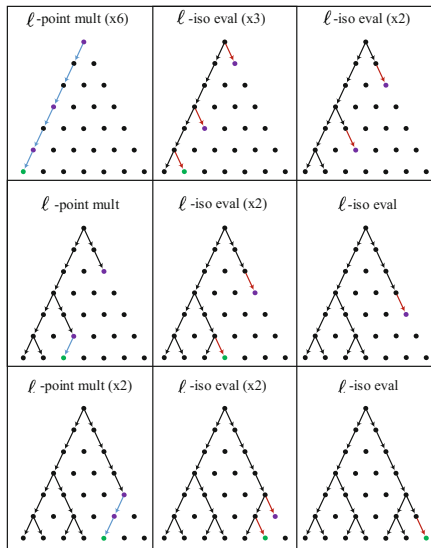 ℓ-point mult (x6)
ℓ -iso eval (x3)
ℓ -iso eval (x2)
ℓ -point mult
ℓ -iso eval (x2)
ℓ -iso eval
ℓ -point mult (x2)
ℓ -iso eval (x2)
ℓ -iso eval